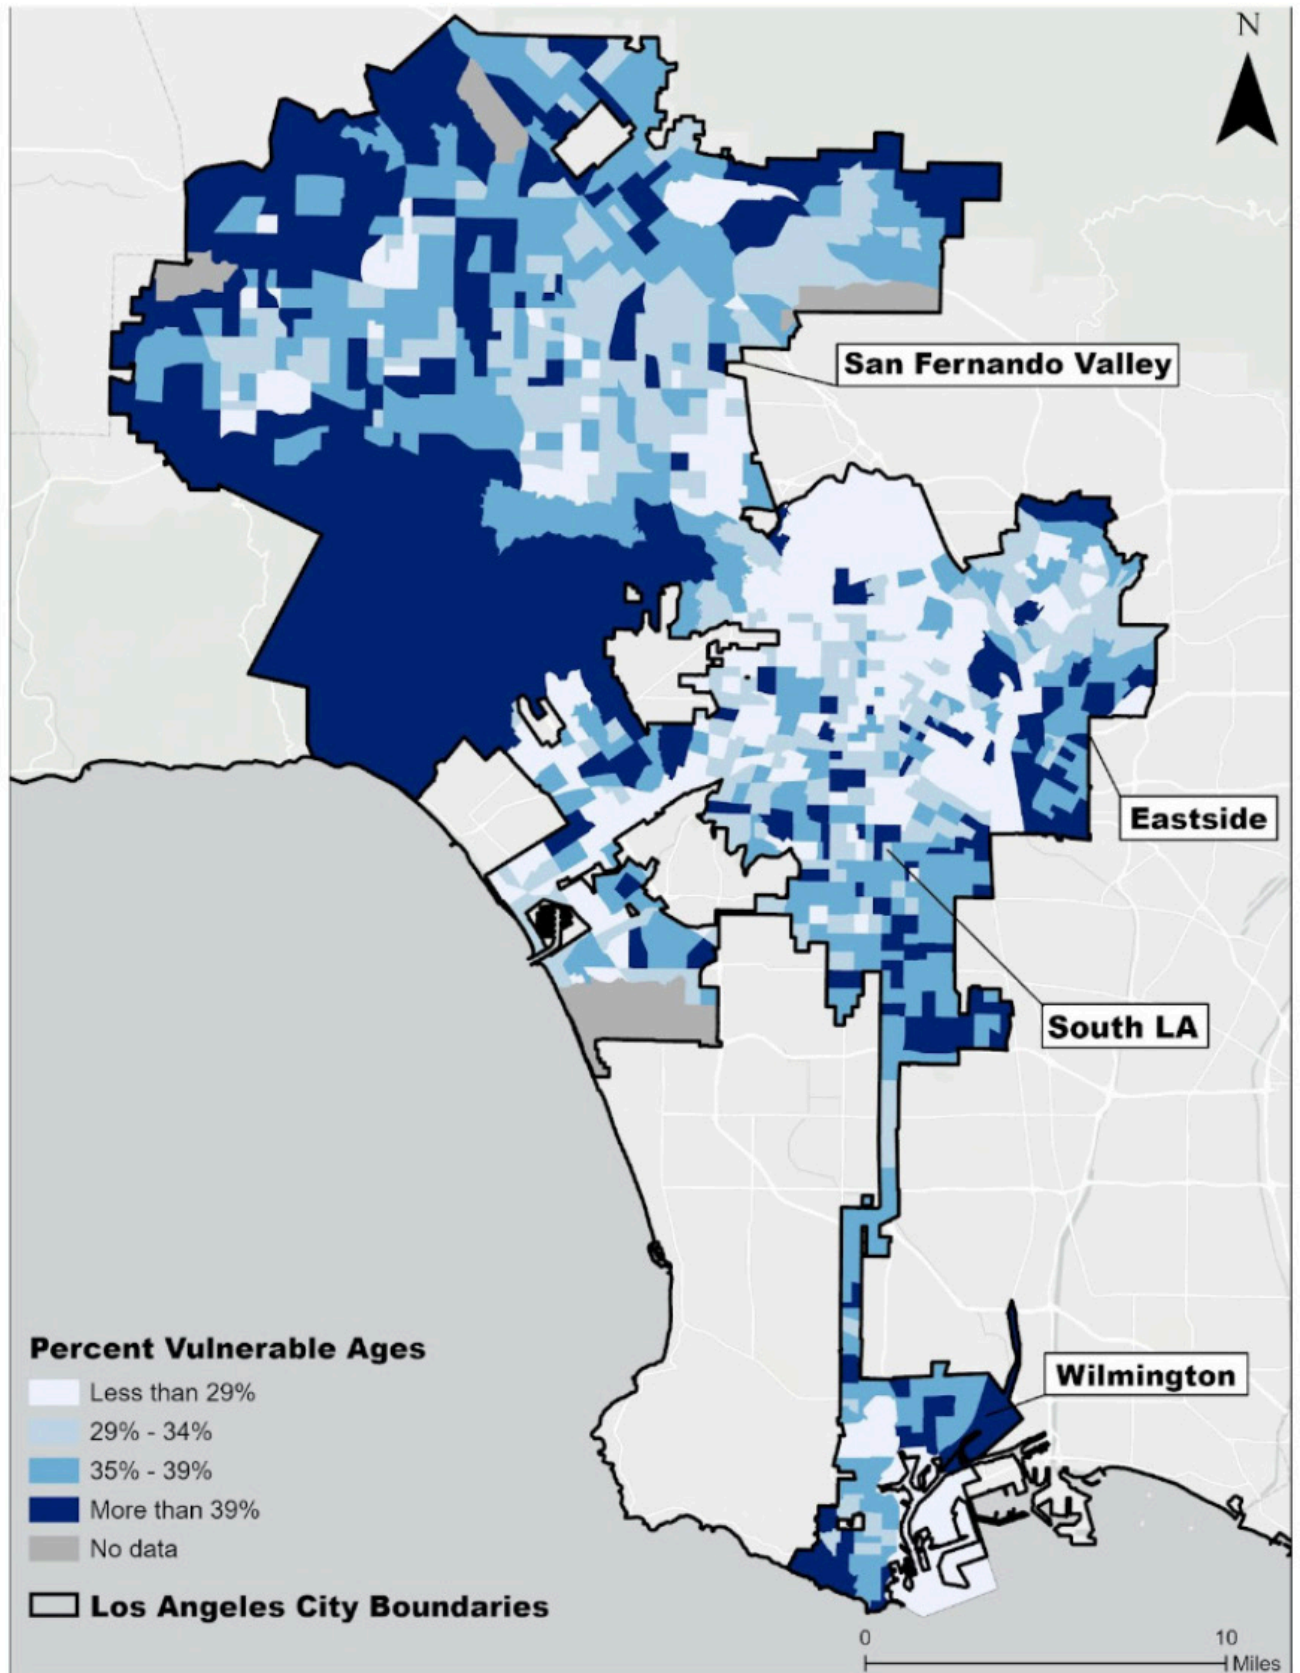 N
San Fernando Valley
Eastside
South LA
Wilmington
Percent Vulnerable Ages
Less than 29%
29% - 34%
35% - 39%
More than 39%
No data
Los Angeles City Boundaries
0 10
Miles